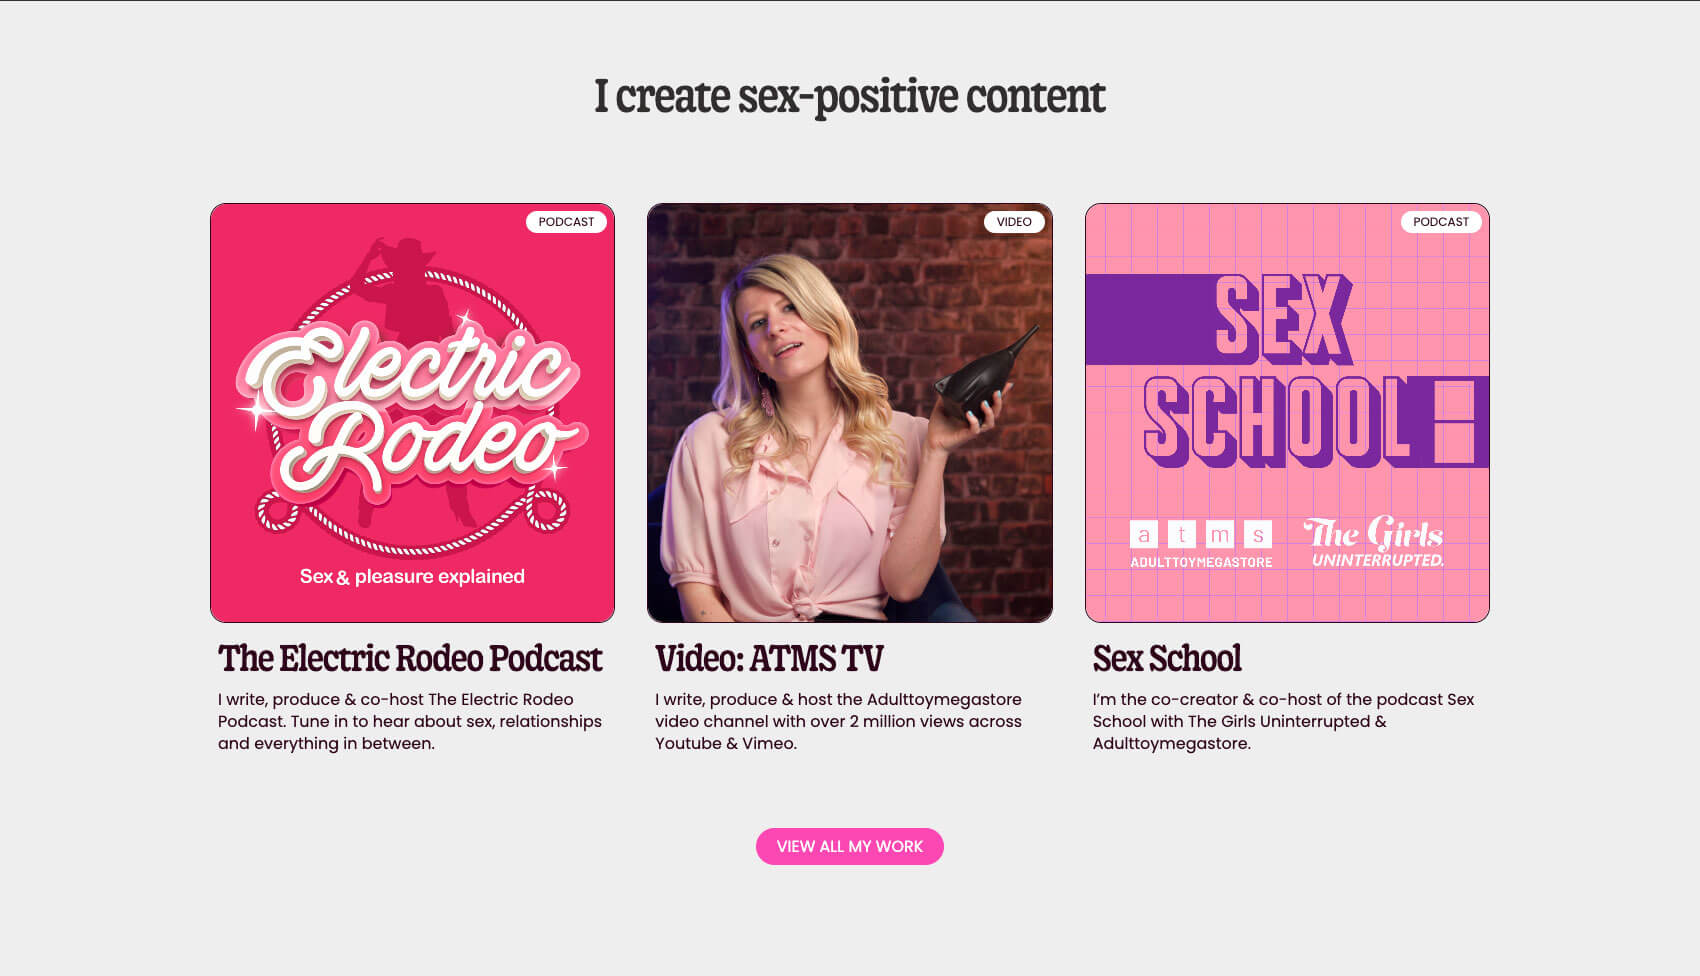 I create sex-positive content
PODCAST
Electric
Rodeo
Sex & pleasure explained
The Electric Rodeo Podcast
I write, produce & co-host The Electric Rodeo
Podcast. Tune in to hear about sex, relationships
and everything in between.
VIDEO
Video: ATMS TV
I write, produce & host the Adulttoymegastore
video channel with over 2 million views across
Youtube & Vimeo.
PODCAST
SEX
SCHOOL
a t m s
ADULTTOYMEGASTORE
The Girls
UNINTERRUPTED.
Sex School
I’m the co-creator & co-host of the podcast Sex
School with The Girls Uninterrupted &
Adulttoymegastore.
VIEW ALL MY WORK